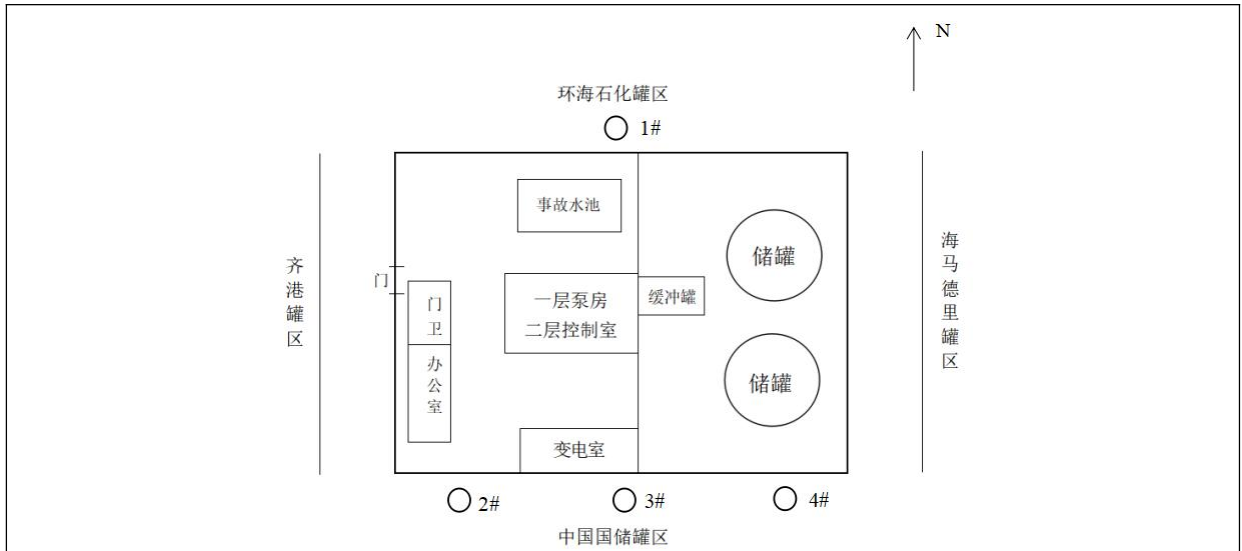 N
环海石化罐区
1#
事故水池
储罐
齐港罐区
海马德里罐区
门
门卫
一层泵房
二层控制室
缓冲罐
办公室
储罐
变电室
2#
3#
4#
中国国储罐区